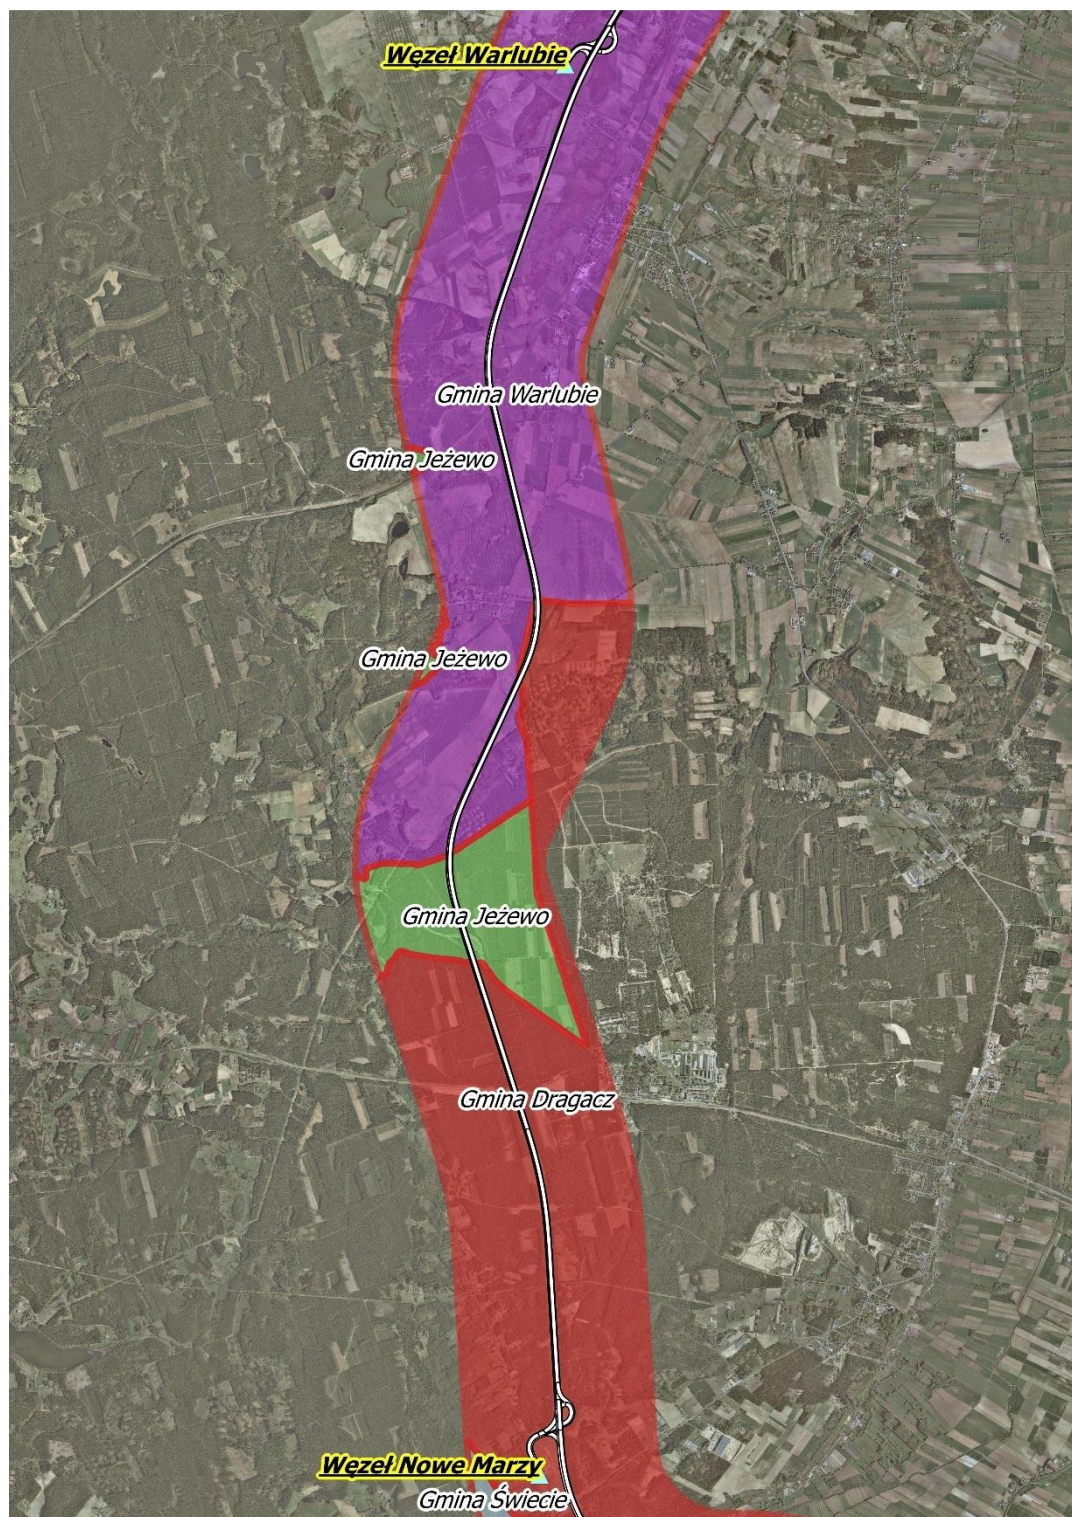 Węzeł Warlubie
Gmina Warlubie
Gmina Jeżewo
Gmina Jeżewo
Gmina Jeżewo
Gmina Dragacz
Węzeł Nowe Marzy
Gmina Świecie